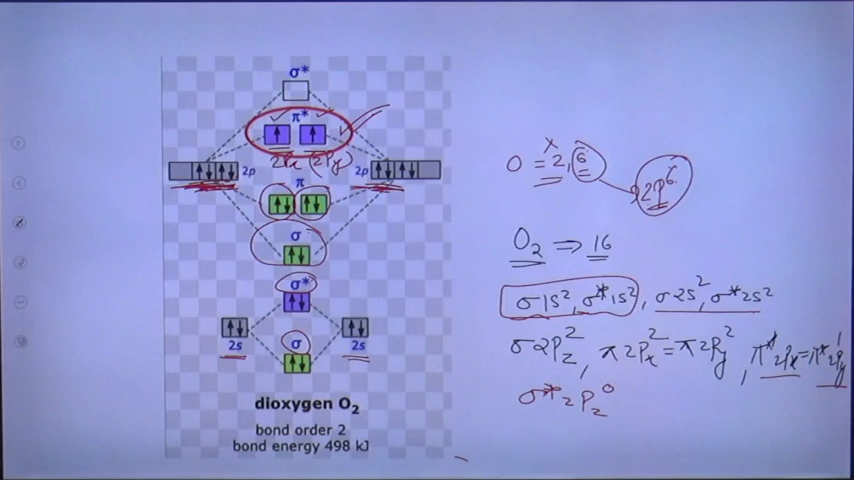 σ*
π*
2Px (2Py)
2p 2p
π
σ
σ*
2s σ 2s
dioxygen O₂
bond order 2
bond energy 498 kJ
O = 2, 6
2P⁶
O₂ ⇒ 16
σ1s², σ*1s², σ2s², σ*2s²
σ2Pz², π2Px² = π2Py², π*2Px = π*2Py¹
σ*2Pz⁰